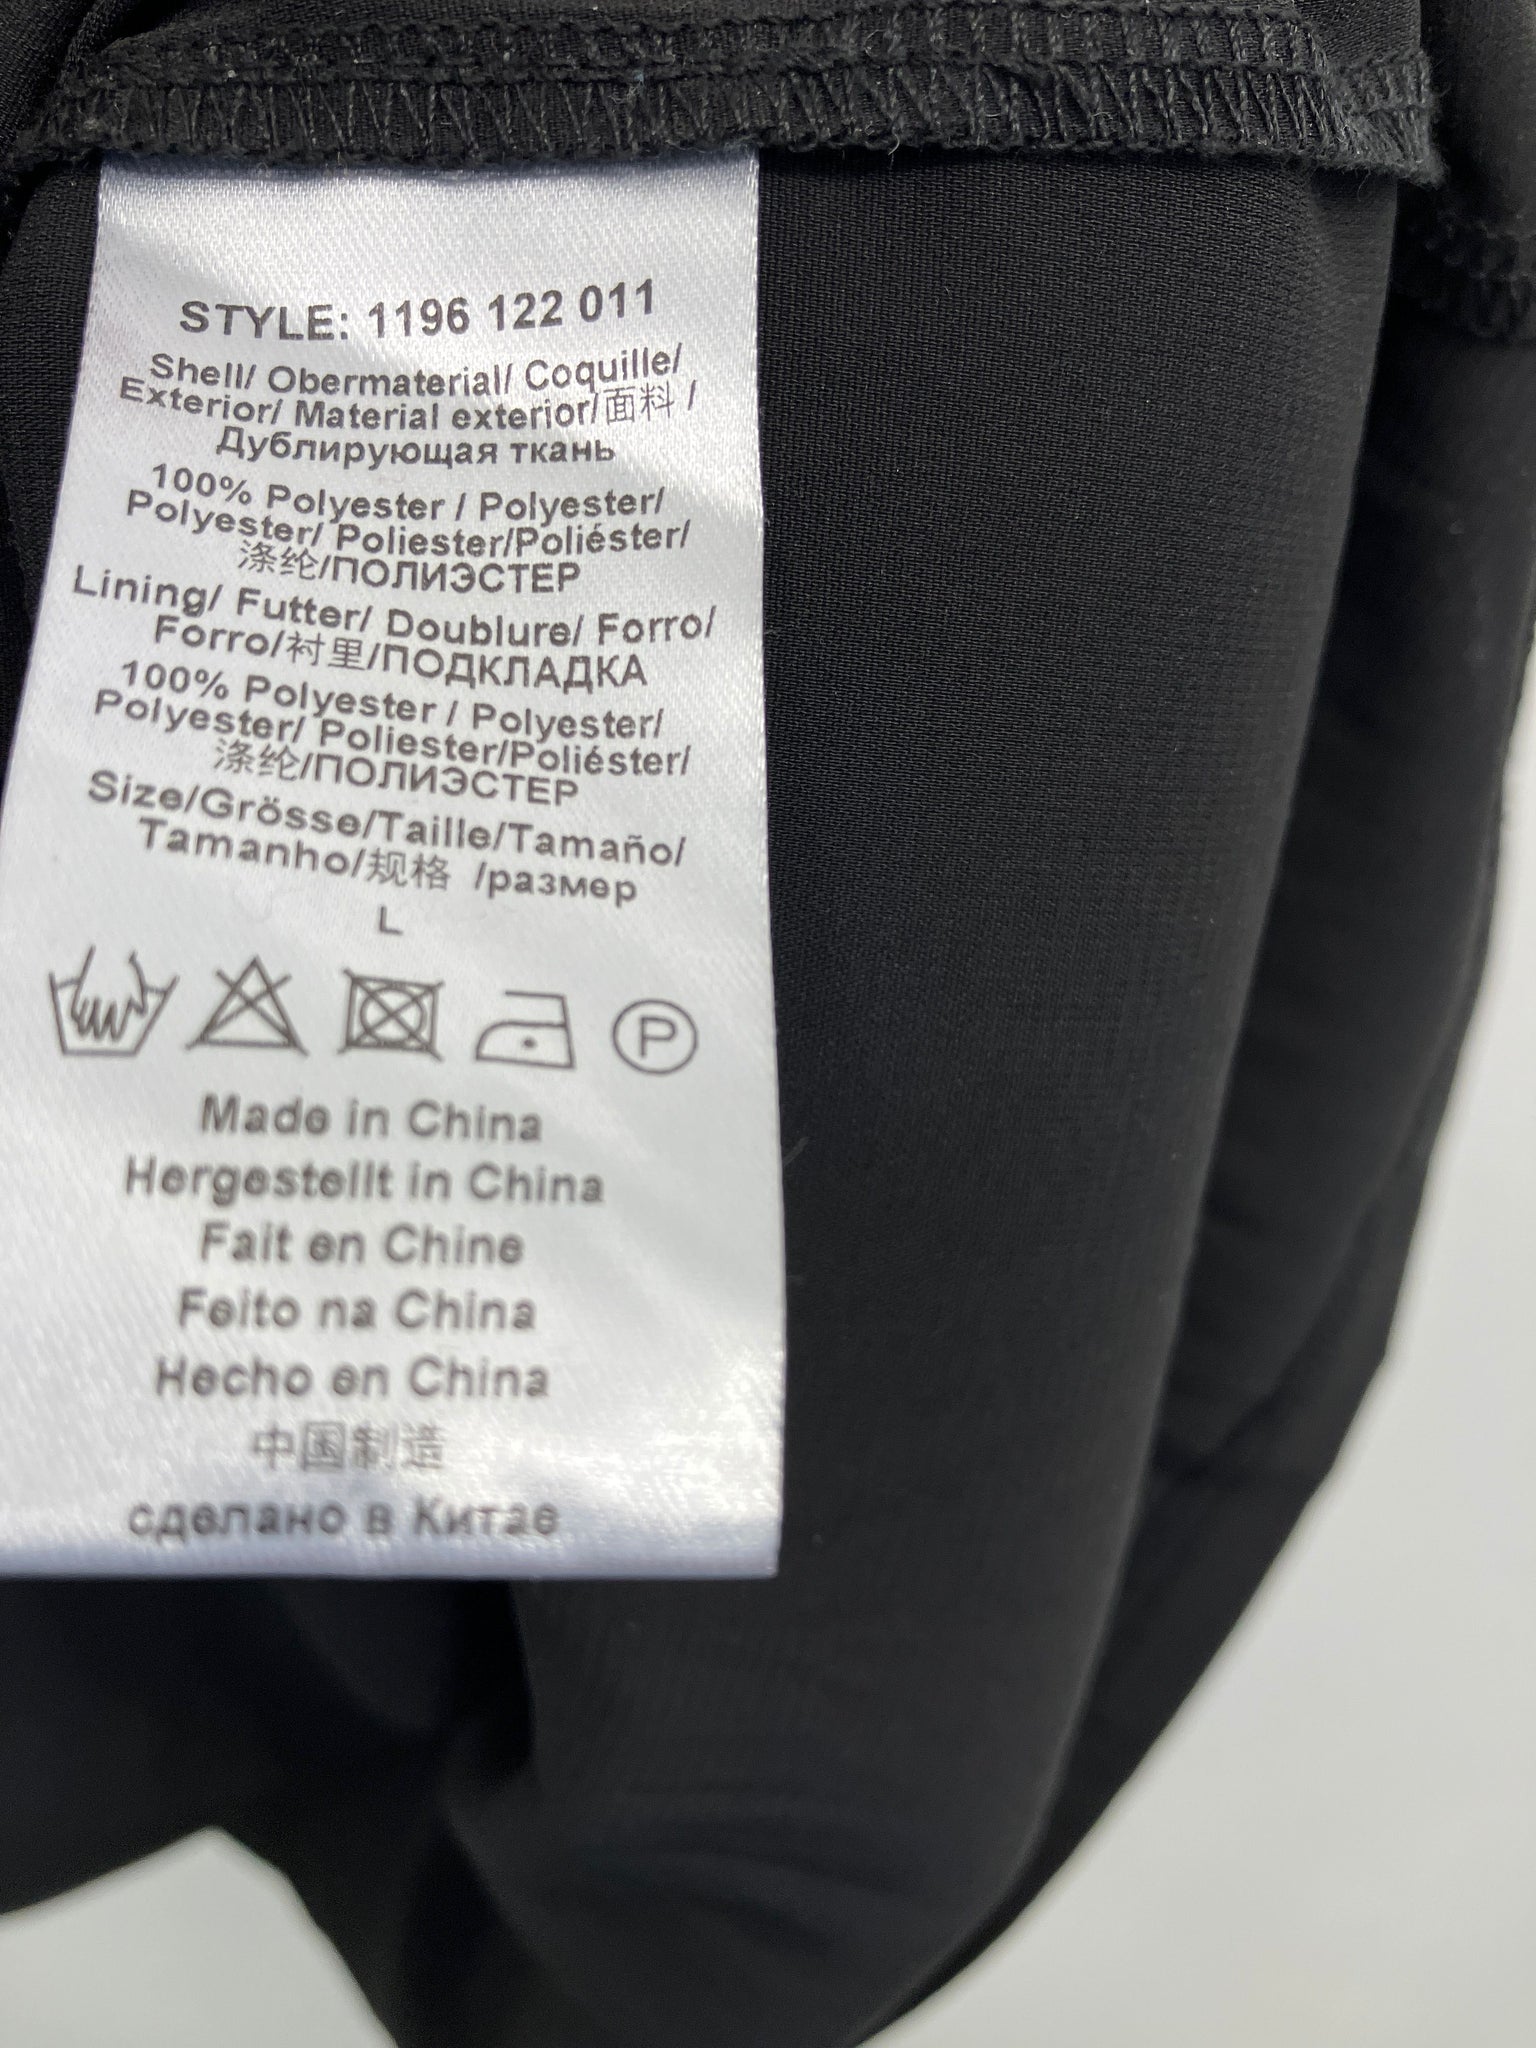 STYLE: 1196 122 011
Shell/ Obermaterial/ Coquille/
Exterior/ Material exterior/面料 /
Дублирующая ткань
100% Polyester / Polyester/
Polyester/ Poliester/Poliéster/
涤纶/ПОЛИЭСТЕР
Lining/ Futter/ Doublure/ Forro/
Forro/衬里/ПОДКЛАДКА
100% Polyester / Polyester/
Polyester/ Poliester/Poliéster/
涤纶/ПОЛИЭСТЕР
Size/Grösse/Taille/Tamaño/
Tamanho/规格 /размер
L
P
Made in China
Hergestellt in China
Fait en Chine
Feito na China
Hecho en China
中国制造
сделано в Китае